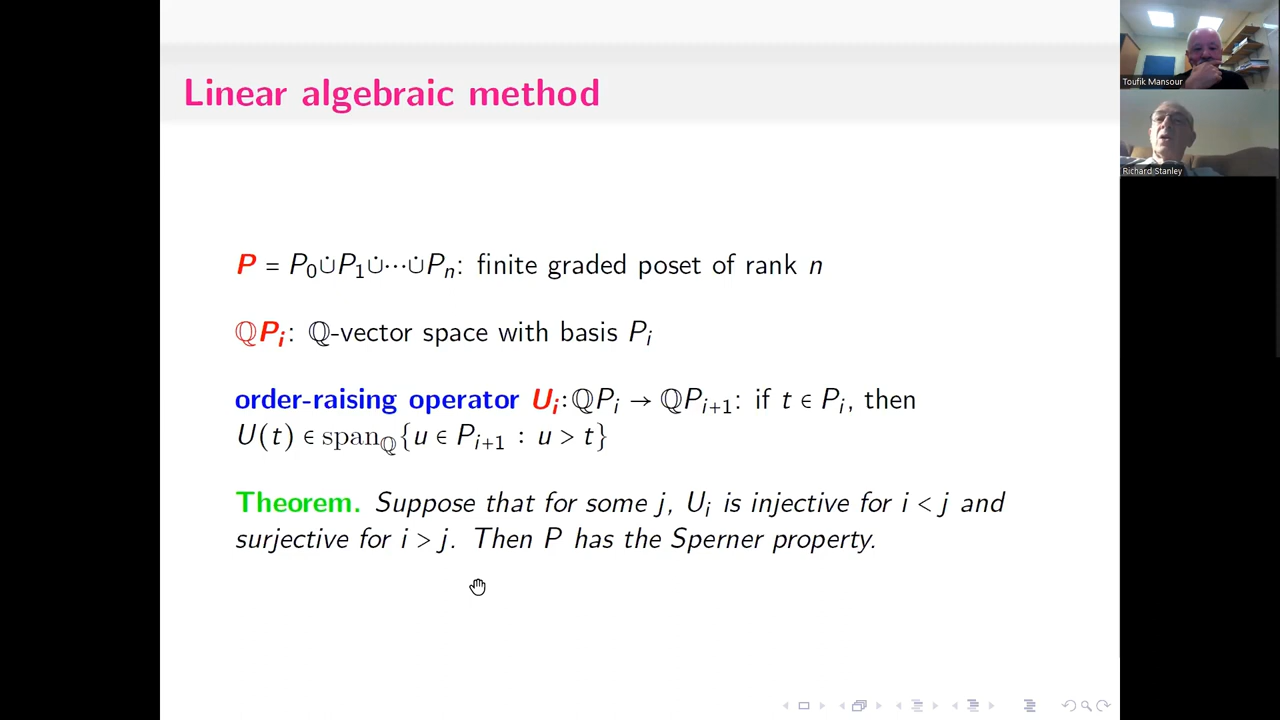 Linear algebraic method
P = P₀ ∪̇ P₁ ∪̇ ⋯ ∪̇ Pₙ: finite graded poset of rank n
ℚPᵢ: ℚ-vector space with basis Pᵢ
order-raising operator Uᵢ: ℚPᵢ → ℚPᵢ₊₁: if t ∈ Pᵢ, then
U(t) ∈ span_ℚ{u ∈ Pᵢ₊₁ : u > t}
Theorem. Suppose that for some j, Uᵢ is injective for i < j and
surjective for i > j. Then P has the Sperner property.
Toufik Mansour
Richard Stanley